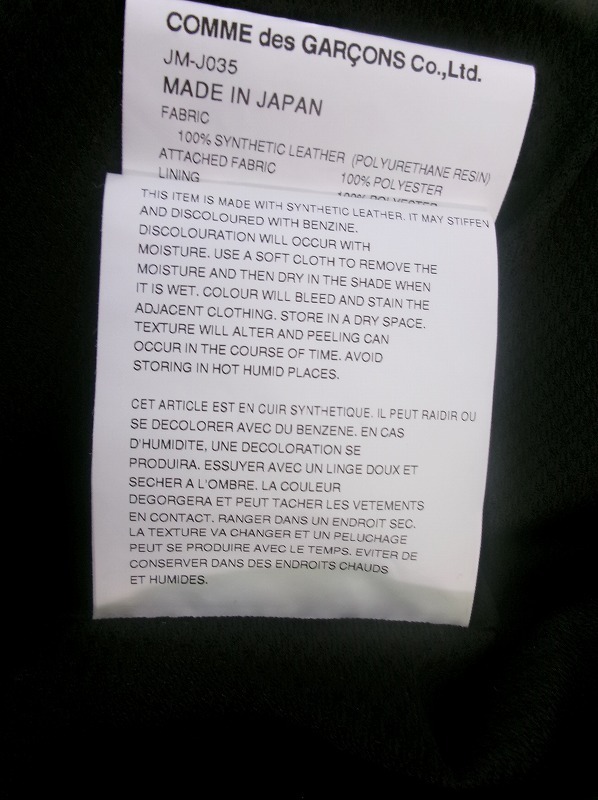 COMME des GARÇONS Co.,Ltd.
JM-J035
MADE IN JAPAN
FABRIC
100% SYNTHETIC LEATHER (POLYURETHANE RESIN)
ATTACHED FABRIC 100% POLYESTER
LINING 100% POLYESTER
THIS ITEM IS MADE WITH SYNTHETIC LEATHER. IT MAY STIFFEN
AND DISCOLOURED WITH BENZINE.
DISCOLOURATION WILL OCCUR WITH
MOISTURE. USE A SOFT CLOTH TO REMOVE THE
MOISTURE AND THEN DRY IN THE SHADE WHEN
IT IS WET. COLOUR WILL BLEED AND STAIN THE
ADJACENT CLOTHING. STORE IN A DRY SPACE.
TEXTURE WILL ALTER AND PEELING CAN
OCCUR IN THE COURSE OF TIME. AVOID
STORING IN HOT HUMID PLACES.
CET ARTICLE EST EN CUIR SYNTHETIQUE. IL PEUT RAIDIR OU
SE DECOLORER AVEC DU BENZENE. EN CAS
D'HUMIDITE, UNE DECOLORATION SE
PRODUIRA. ESSUYER AVEC UN LINGE DOUX ET
SECHER A L'OMBRE. LA COULEUR
DEGORGERA ET PEUT TACHER LES VETEMENTS
EN CONTACT. RANGER DANS UN ENDROIT SEC.
LA TEXTURE VA CHANGER ET UN PELUCHAGE
PEUT SE PRODUIRE AVEC LE TEMPS. EVITER DE
CONSERVER DANS DES ENDROITS CHAUDS
ET HUMIDES.